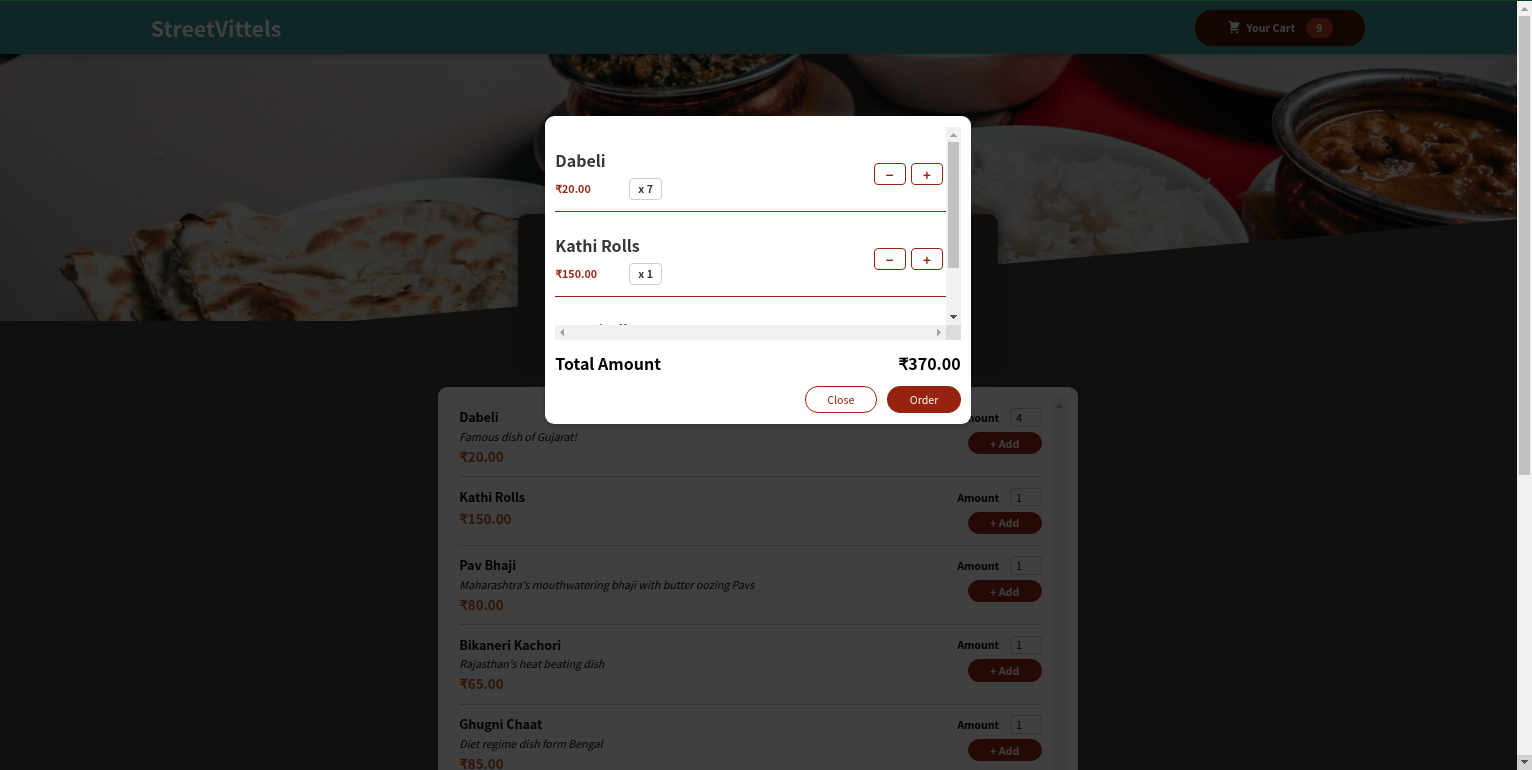 StreetVittels
Your Cart 9
Dabeli
₹20.00 x 7 − +
Kathi Rolls
₹150.00 x 1 − +
Total Amount ₹370.00
Close Order
Dabeli
Famous dish of Gujarat!
₹20.00
4
+ Add
Kathi Rolls
₹150.00
Amount 1
+ Add
Pav Bhaji
Maharashtra's mouthwatering bhaji with butter oozing Pavs
₹80.00
Amount 1
+ Add
Bikaneri Kachori
Rajasthan's heat beating dish
₹65.00
Amount 1
+ Add
Ghugni Chaat
Diet regime dish form Bengal
₹85.00
Amount 1
+ Add